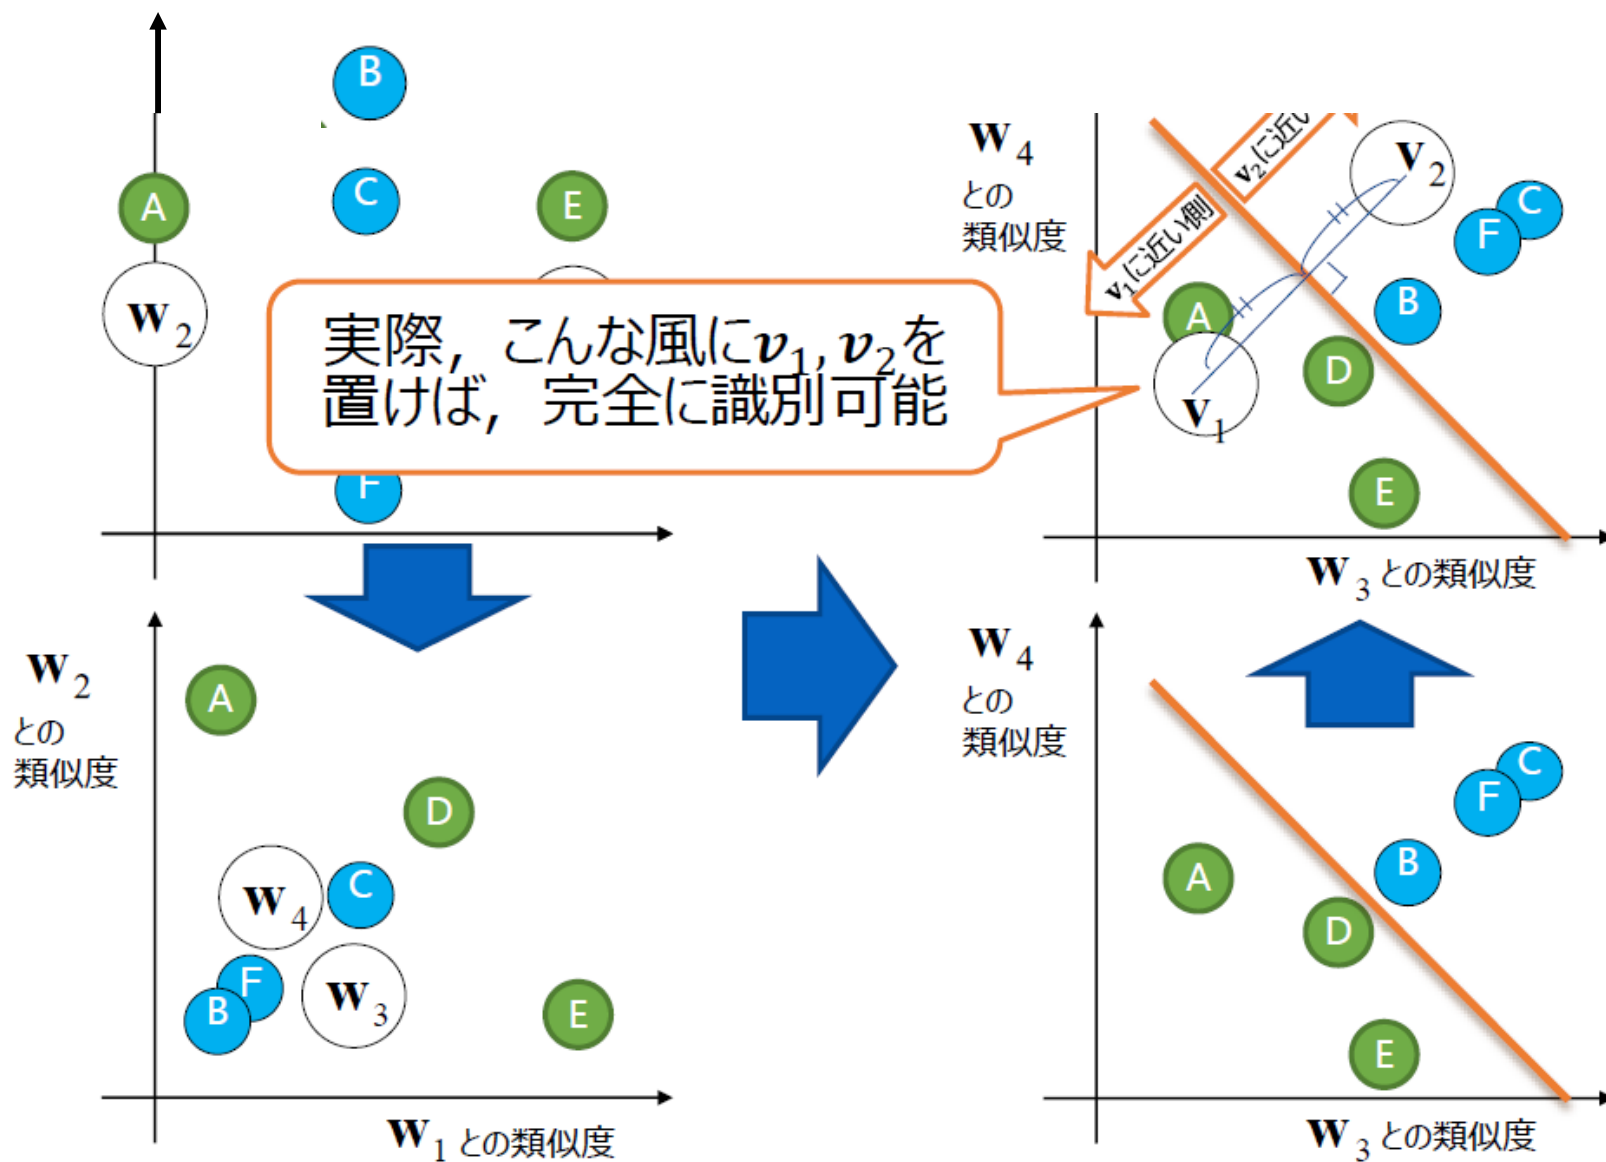 B
A
C
E
w2
実際，こんな風にv1, v2を
置けば，完全に識別可能
F
w4
との
類似度
v2に近い
v1に近い側
v2
C
F
A
B
D
v1
E
w3 との類似度
w2
との
類似度
A
D
w4
C
F
B
w3
E
w1 との類似度
w4
との
類似度
C
F
B
A
D
E
w3 との類似度